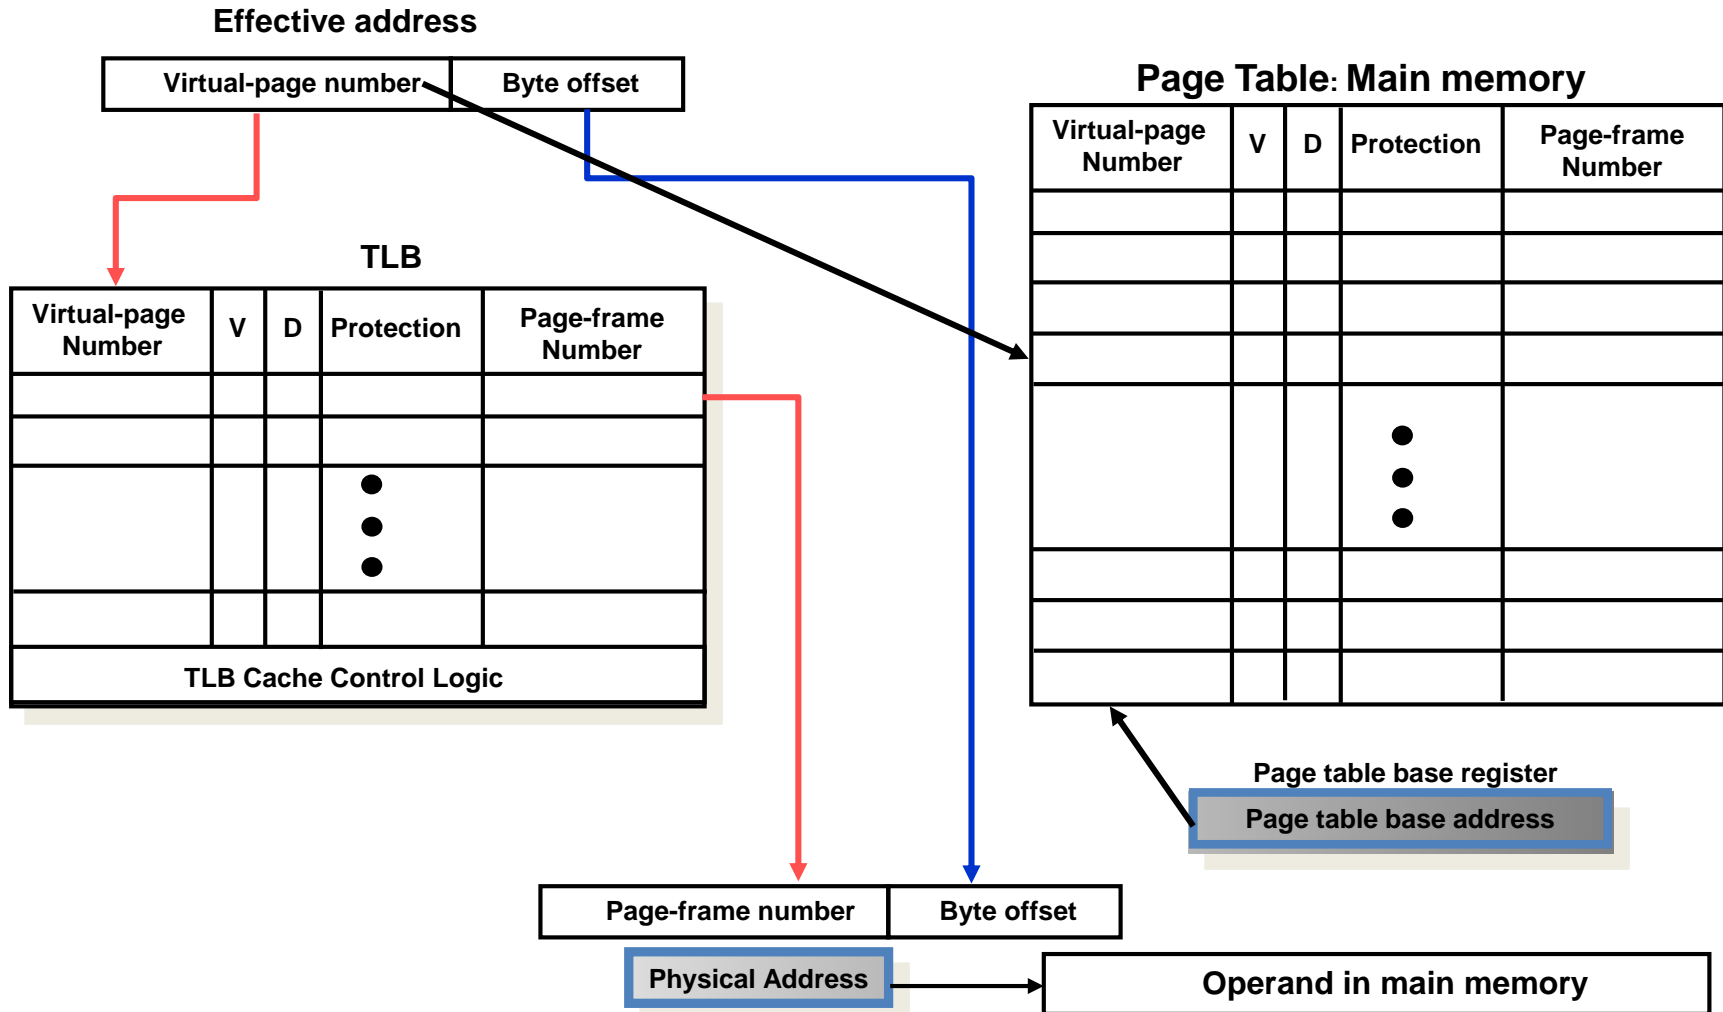 Effective address
Virtual-page number Byte offset
Page Table: Main memory
Virtual-page
Number
V
D
Protection
Page-frame
Number
TLB
Virtual-page
Number
V
D
Protection
Page-frame
Number
TLB Cache Control Logic
Page table base register
Page table base address
Page-frame number Byte offset
Physical Address
Operand in main memory